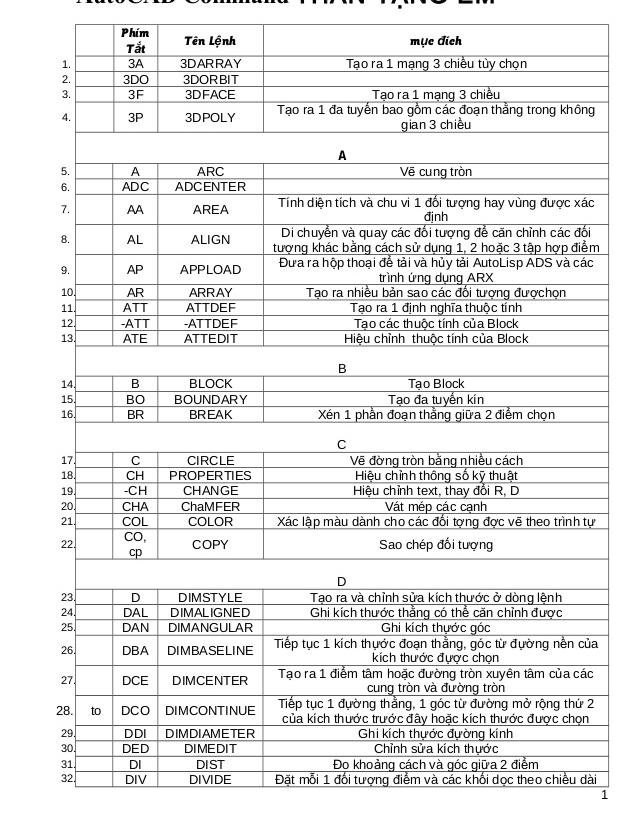 AutoCAD Command THÂN TẶNG EM
Phím
Tắt Tên Lệnh mục đích
1. 3A 3DARRAY Tạo ra 1 mạng 3 chiều tùy chọn
2. 3DO 3DORBIT
3. 3F 3DFACE Tạo ra 1 mạng 3 chiều
4. 3P 3DPOLY Tạo ra 1 đa tuyến bao gồm các đoạn thẳng trong không
gian 3 chiều
A
5. A ARC Vẽ cung tròn
6. ADC ADCENTER
7. AA AREA Tính diện tích và chu vi 1 đối tượng hay vùng được xác
định
8. AL ALIGN Di chuyển và quay các đối tượng để căn chỉnh các đối
tượng khác bằng cách sử dụng 1, 2 hoặc 3 tập hợp điểm
9. AP APPLOAD Đưa ra hộp thoại để tải và hủy tải AutoLisp ADS và các
trình ứng dụng ARX
10. AR ARRAY Tạo ra nhiều bản sao các đối tượng đượchọn
11. ATT ATTDEF Tạo ra 1 định nghĩa thuộc tính
12. -ATT -ATTDEF Tạo các thuộc tính của Block
13. ATE ATTEDIT Hiệu chỉnh thuộc tính của Block
B
14. B BLOCK Tạo Block
15. BO BOUNDARY Tạo đa tuyến kín
16. BR BREAK Xén 1 phần đoạn thẳng giữa 2 điểm chọn
C
17. C CIRCLE Vẽ đờng tròn bằng nhiều cách
18. CH PROPERTIES Hiệu chỉnh thông số kỹ thuật
19. -CH CHANGE Hiệu chỉnh text, thay đổi R, D
20. CHA ChaMFER Vát mép các cạnh
21. COL COLOR Xác lập màu dành cho các đối tợng đợc vẽ theo trình tự
22. CO,
cp COPY Sao chép đối tượng
D
23. D DIMSTYLE Tạo ra và chỉnh sửa kích thước ở dòng lệnh
24. DAL DIMALIGNED Ghi kích thước thẳng có thể căn chỉnh được
25. DAN DIMANGULAR Ghi kích thước góc
26. DBA DIMBASELINE Tiếp tục 1 kích thước đoạn thẳng, góc từ đường nền của
kích thước được chọn
27. DCE DIMCENTER Tạo ra 1 điểm tâm hoặc đường tròn xuyên tâm của các
cung tròn và đường tròn
28. to DCO DIMCONTINUE Tiếp tục 1 đường thẳng, 1 góc từ đường mở rộng thứ 2
của kích thước trước đây hoặc kích thước được chọn
29. DDI DIMDIAMETER Ghi kích thước đường kính
30. DED DIMEDIT Chỉnh sửa kích thước
31. DI DIST Đo khoảng cách và góc giữa 2 điểm
32. DIV DIVIDE Đặt mỗi 1 đối tượng điểm và các khối dọc theo chiều dài
1